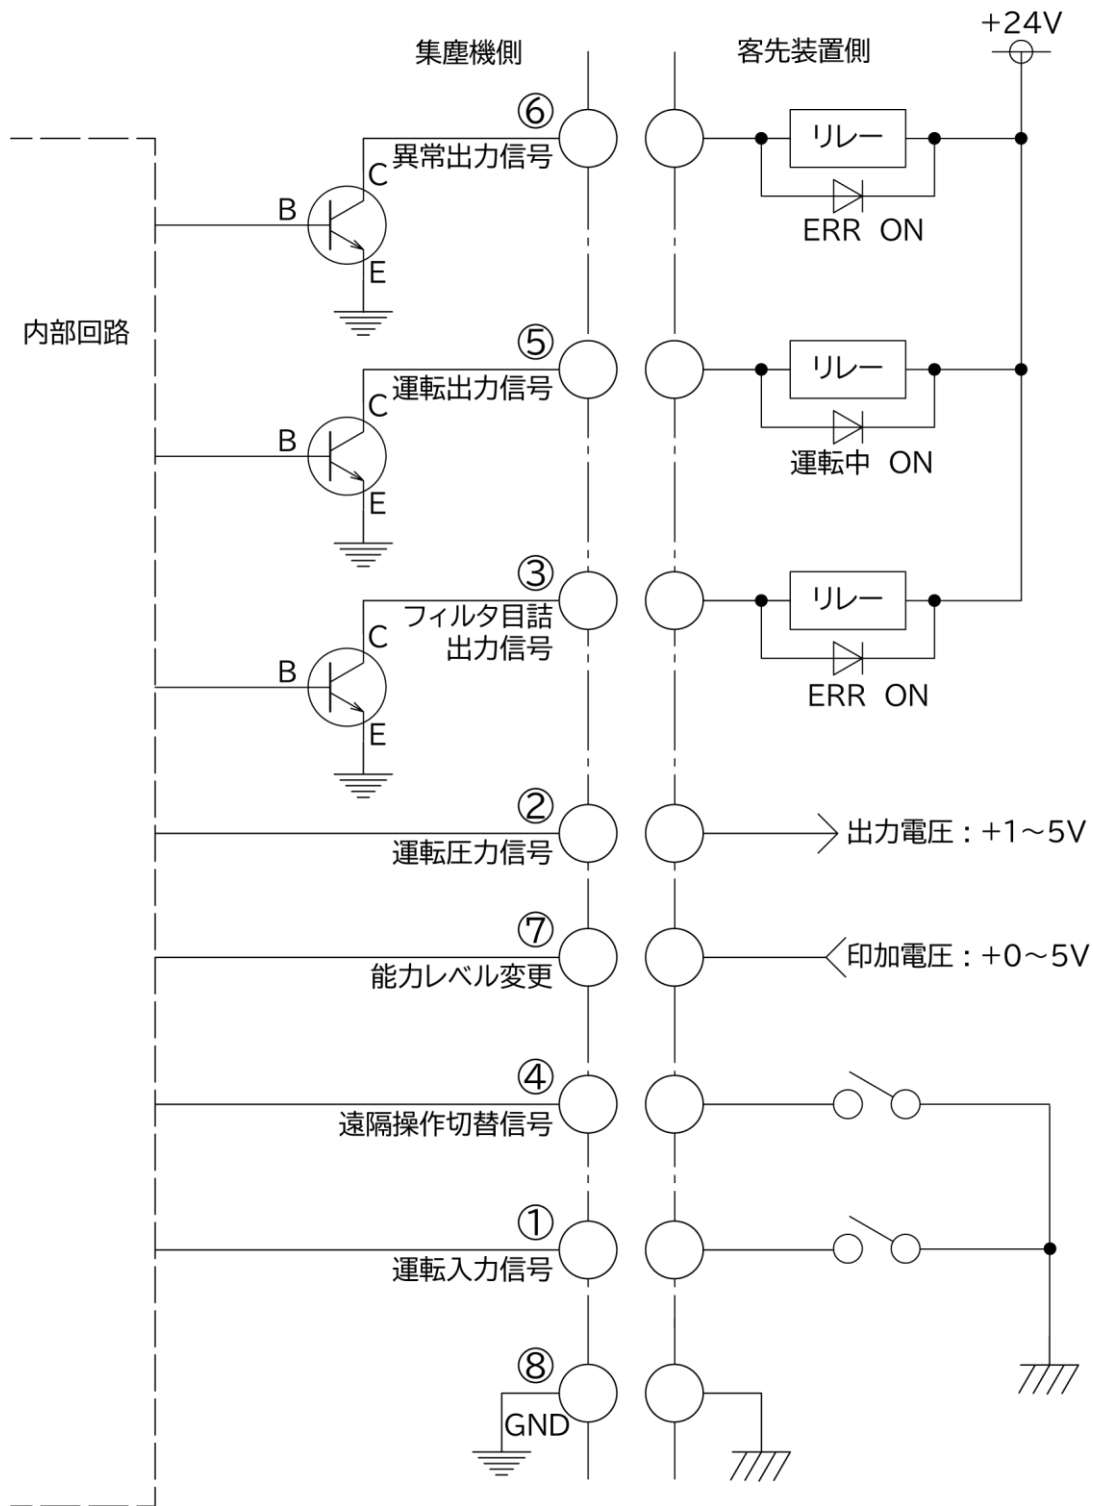 +24V
集塵機側
客先装置側
⑥
異常出力信号
リレー
C
B
E
ERR ON
内部回路
⑤
運転出力信号
リレー
C
B
E
運転中 ON
③
フィルタ目詰
出力信号
リレー
C
B
E
ERR ON
②
運転圧力信号
出力電圧：+1～5V
⑦
能力レベル変更
印加電圧：+0～5V
④
遠隔操作切替信号
①
運転入力信号
⑧
GND